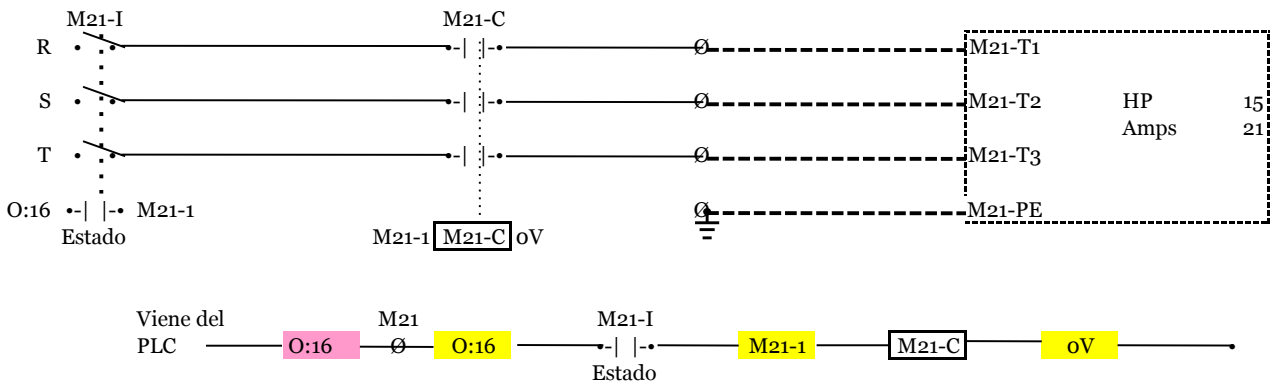 M21-I M21-C
R M21-T1
S M21-T2 HP 15
Amps 21
T M21-T3
O:16 M21-1 M21-PE
Estado M21-1 M21-C 0V
Viene del M21 M21-I
PLC O:16 Ø O:16 M21-1 M21-C 0V
Estado